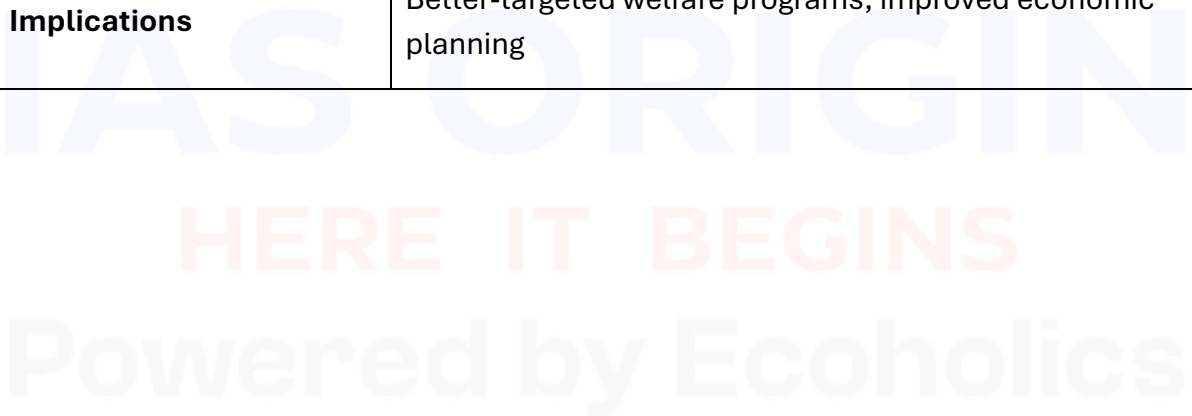 Better-targeted welfare programs, improved economic
Implications
planning
IAS ORIGIN
HERE IT BEGINS
Powered by Ecoholics